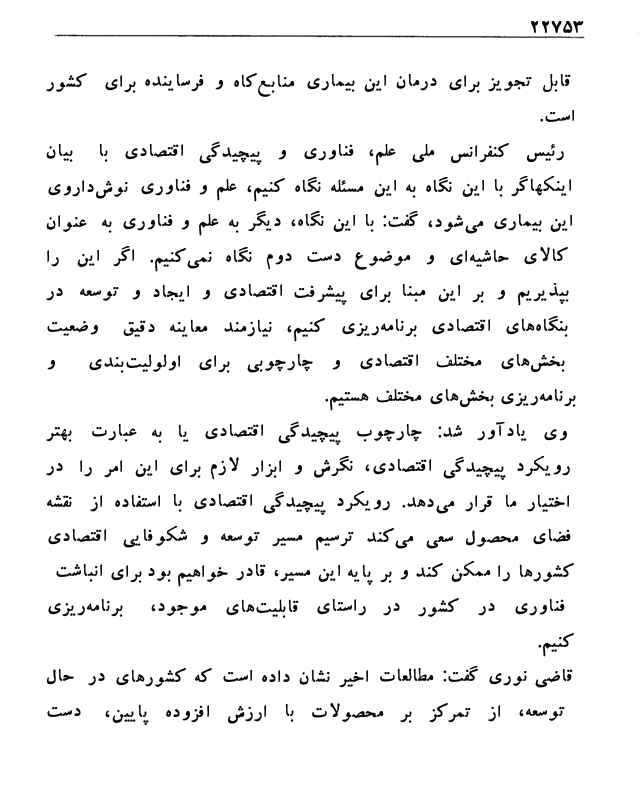 ۲۲۷۵۳
قابل تجویز برای درمان این بیماری منابع‌کاه و فرساینده برای کشور
است.
رئیس کنفرانس ملی علم، فناوری و پیچیدگی اقتصادی با بیان
اینکهاگر با این نگاه به این مسئله نگاه کنیم، علم و فناوری نوش‌داروی
این بیماری می‌شود، گفت: با این نگاه، دیگر به علم و فناوری به عنوان
کالای حاشیه‌ای و موضوع دست دوم نگاه نمی‌کنیم. اگر این را
بپذیریم و بر این مبنا برای پیشرفت اقتصادی و ایجاد و توسعه در
بنگاه‌های اقتصادی برنامه‌ریزی کنیم، نیازمند معاینه دقیق وضعیت
بخش‌های مختلف اقتصادی و چارچوبی برای اولولیت‌بندی و
برنامه‌ریزی بخش‌های مختلف هستیم.
وی یادآور شد: چارچوب پیچیدگی اقتصادی یا به عبارت بهتر
رویکرد پیچیدگی اقتصادی، نگرش و ابزار لازم برای این امر را در
اختیار ما قرار می‌دهد. رویکرد پیچیدگی اقتصادی با استفاده از نقشه
فضای محصول سعی می‌کند ترسیم مسیر توسعه و شکوفایی اقتصادی
کشورها را ممکن کند و بر پایه این مسیر، قادر خواهیم بود برای انباشت
فناوری در کشور در راستای قابلیت‌های موجود، برنامه‌ریزی
کنیم.
قاضی نوری گفت: مطالعات اخیر نشان داده است که کشورهای در حال
توسعه، از تمرکز بر محصولات با ارزش افزوده پایین، دست